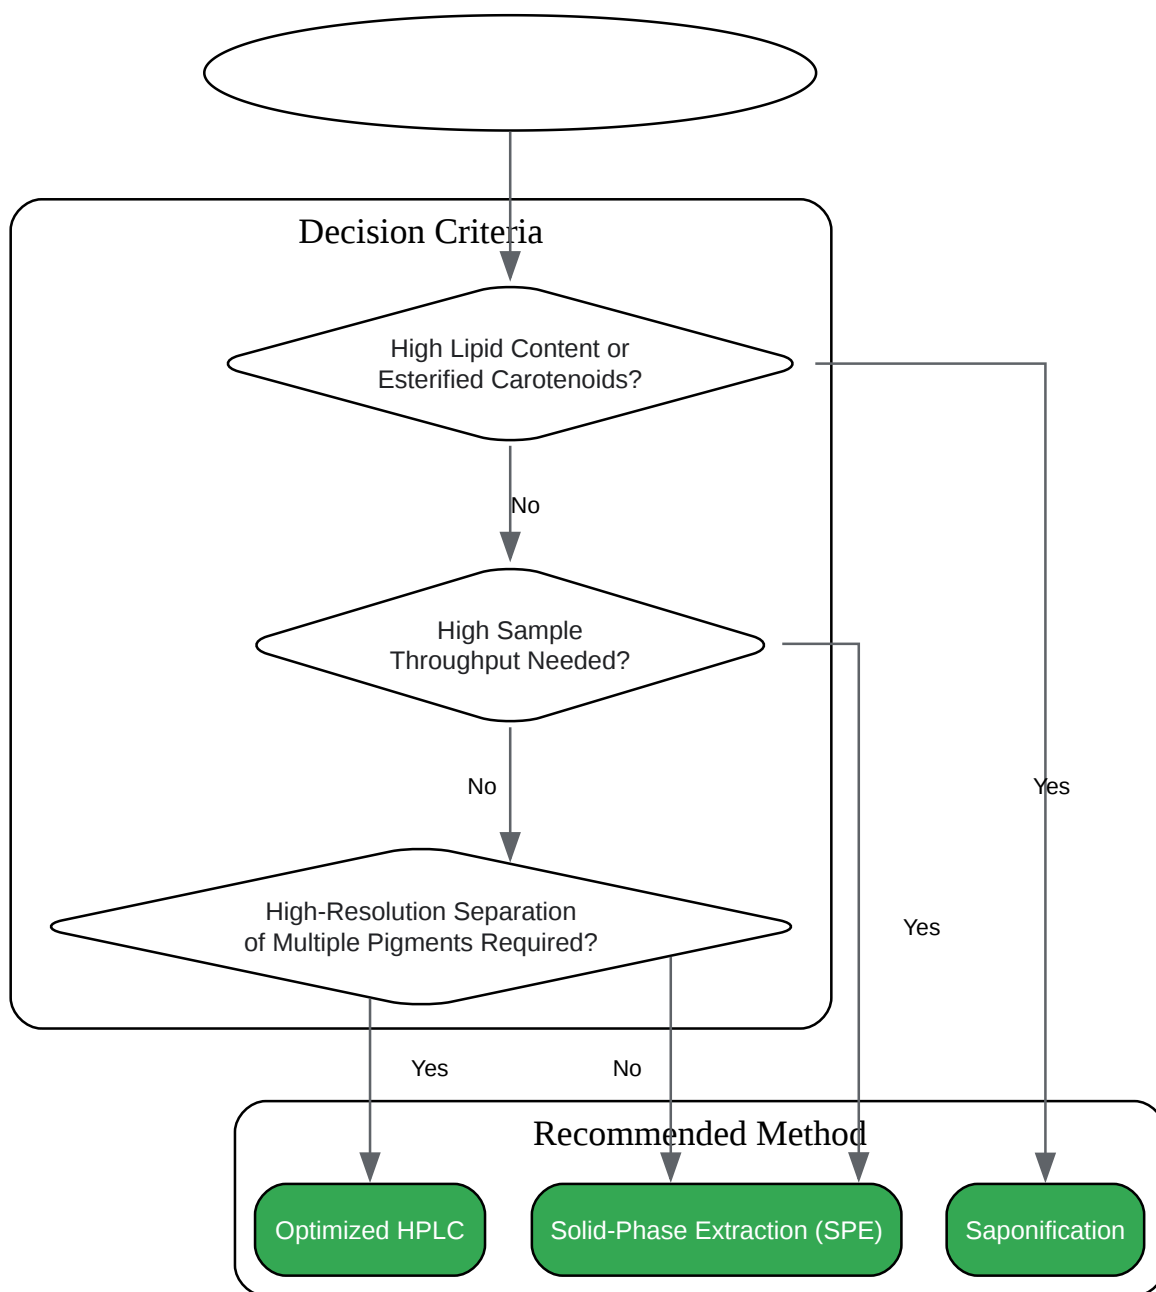 Decision Criteria
High Lipid Content or
Esterified Carotenoids?
No
Yes
High Sample
Throughput Needed?
No
Yes
High-Resolution Separation
of Multiple Pigments Required?
Yes
No
Recommended Method
Optimized HPLC
Solid-Phase Extraction (SPE)
Saponification